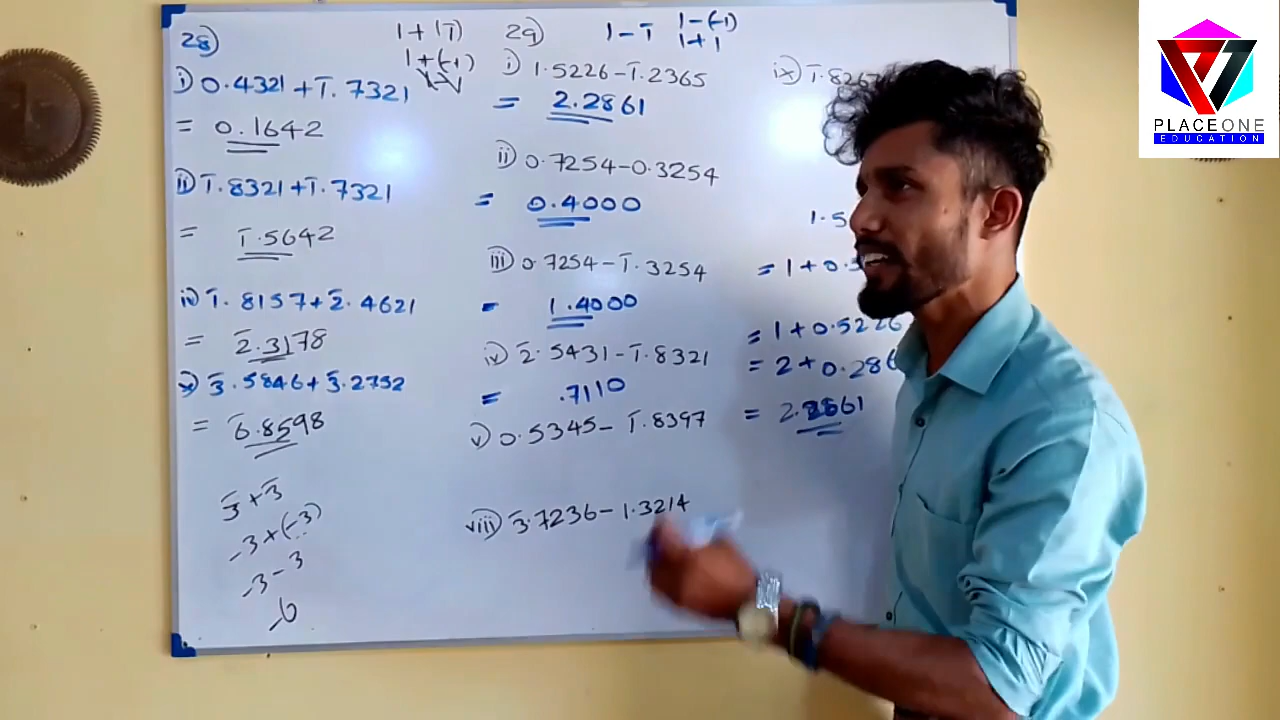 28)
1 + (1̄)
1 + (-1)
1-1
i) 0.4321 + 1̄.7321
= 0.1642
ii) 1̄.8321 + 1̄.7321
= 1̄.5642
iv) 1̄.8157 + 2̄.4621
= 2̄.3178
v) 3̄.5846 + 3̄.2752
= 6̄.8598
3̄ + 3̄
-3 + (-3)
-3 - 3
-6
29)
1 - 1̄
1 - (-1)
1 + 1
i) 1.5226 - 1̄.2365
= 2.2861
ii) 0.7254 - 0.3254
= 0.4000
iii) 0.7254 - 1̄.3254
= 1.4000
iv) 2̄.5431 - 1̄.8321
= .7110
v) 0.5345 - 1̄.8397
viii) 3̄.7236 - 1.3214
ix) 1̄.8267
1.5
= 1 + 0.5
= 1 + 0.5226
= 2 + 0.286
= 2.2861
PLACEONE
EDUCATION